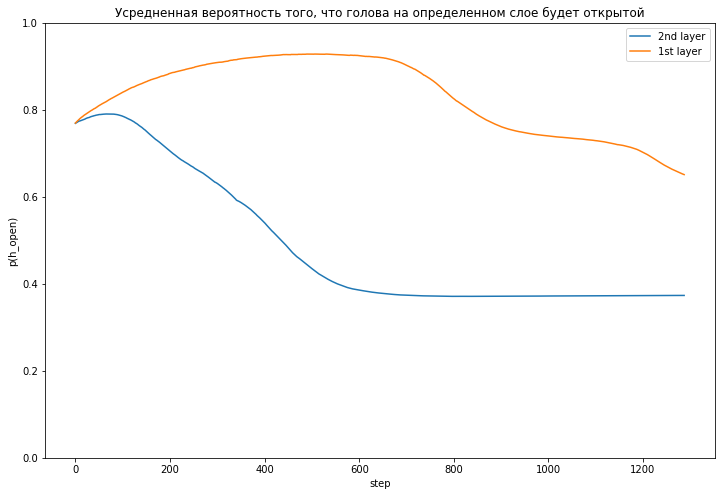 Усредненная вероятность того, что голова на определенном слое будет открытой
2nd layer
1st layer
1.0
0.8
0.6
0.4
0.2
0.0
p(h_open)
0
200
400
600
800
1000
1200
step